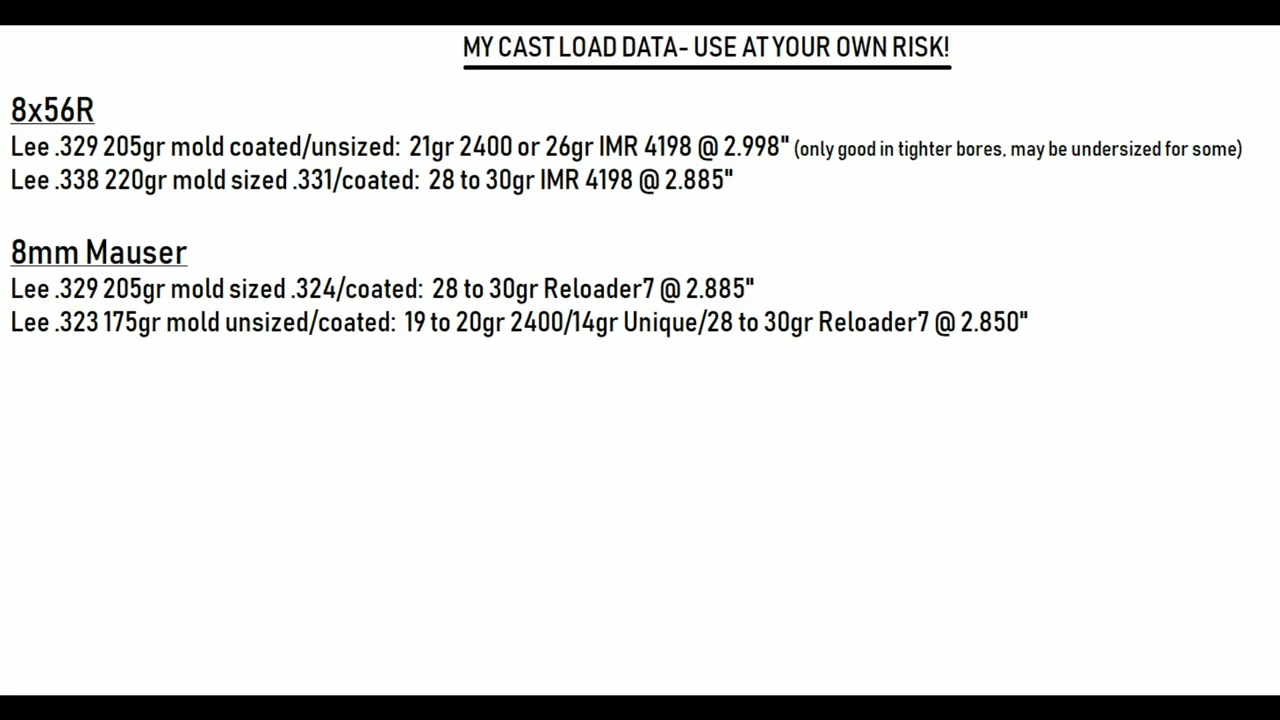 MY CAST LOAD DATA- USE AT YOUR OWN RISK!
8x56R
Lee .329 205gr mold coated/unsized: 21gr 2400 or 26gr IMR 4198 @ 2.998" (only good in tighter bores, may be undersized for some)
Lee .338 220gr mold sized .331/coated: 28 to 30gr IMR 4198 @ 2.885"
8mm Mauser
Lee .329 205gr mold sized .324/coated: 28 to 30gr Reloader7 @ 2.885"
Lee .323 175gr mold unsized/coated: 19 to 20gr 2400/14gr Unique/28 to 30gr Reloader7 @ 2.850"